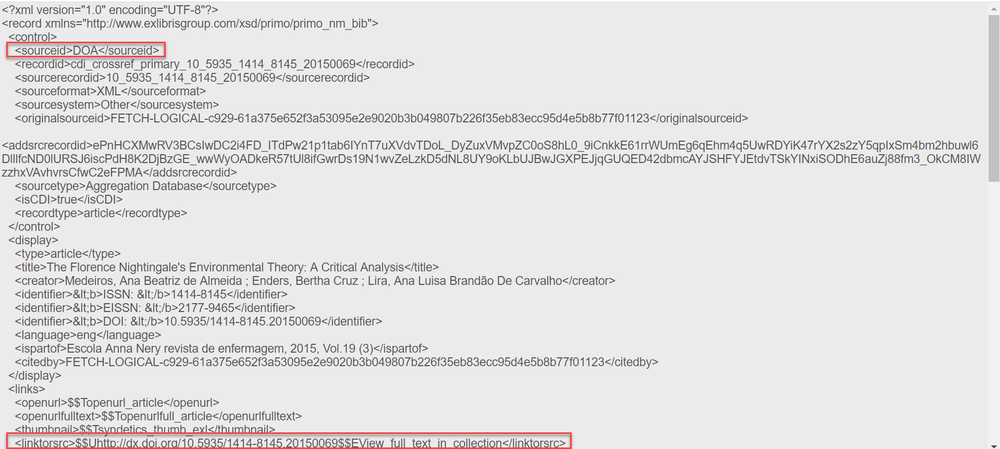 <?xml version="1.0" encoding="UTF-8"?>
<record xmlns="http://www.exlibrisgroup.com/xsd/primo/primo_nm_bib">
<control>
<sourceid>DOA</sourceid>
<recordid>cdi_crossref_primary_10_5935_1414_8145_20150069</recordid>
<sourcerecordid>10_5935_1414_8145_20150069</sourcerecordid>
<sourceformat>XML</sourceformat>
<sourcesystem>Other</sourcesystem>
<originalsourceid>FETCH-LOGICAL-c929-61a375e652f3a53095e2e9020b3b049807b226f35eb83ecc95d4e5b8b77f01123</originalsourceid>
<addsrcrecordid>ePnHCXMwRV3BCsIwDC2i4FD_ITdPw21p1tab6IYnT7uXVdvTDoL_DyZuxVMvpZC0oS8hL0_9iCnkkE61rrWUmEg6qEhm4q5UwRDYiK47rYX2s2zY5qpIxSm4bm2hbuwl6
DlllfcND0lURSJ6iscPdH8K2DjBzGE_wwWyOADkeR57tUl8ifGwrDs19N1wvZeLzkD5dNL8UY9oKLbUJBwJGXPEJjqGUQED42dbmcAYJSHFYJEtdvTSkYINxiSODhE6auZj88fm3_OkCM8IW
zzhxVAvhvrsCfwC2eFPMA</addsrcrecordid>
<sourcetype>Aggregation Database</sourcetype>
<isCDI>true</isCDI>
<recordtype>article</recordtype>
</control>
<display>
<type>article</type>
<title>The Florence Nightingale's Environmental Theory: A Critical Analysis</title>
<creator>Medeiros, Ana Beatriz de Almeida ; Enders, Bertha Cruz ; Lira, Ana Luisa Brandão De Carvalho</creator>
<identifier>&lt;b>ISSN: &lt;/b>1414-8145</identifier>
<identifier>&lt;b>EISSN: &lt;/b>2177-9465</identifier>
<identifier>&lt;b>DOI: &lt;/b>10.5935/1414-8145.20150069</identifier>
<language>eng</language>
<ispartof>Escola Anna Nery revista de enfermagem, 2015, Vol.19 (3)</ispartof>
<citedby>FETCH-LOGICAL-c929-61a375e652f3a53095e2e9020b3b049807b226f35eb83ecc95d4e5b8b77f01123</citedby>
</display>
<links>
<openurl>$$Topenurl_article</openurl>
<openurlfulltext>$$Topenurlfull_article</openurlfulltext>
<thumbnail>$$Tsyndetics_thumb_exl</thumbnail>
<linktorsrc>$$Uhttp://dx.doi.org/10.5935/1414-8145.20150069$$EView_full_text_in_collection</linktorsrc>